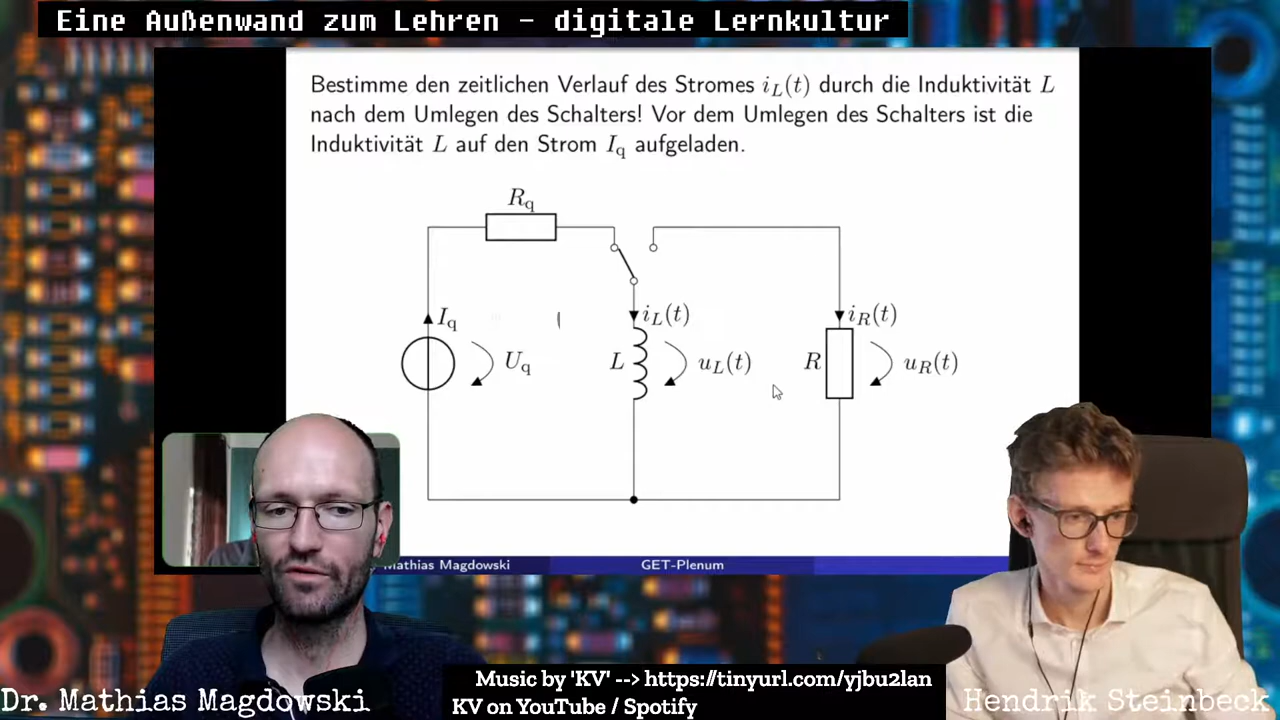 Eine Außenwand zum Lehren - digitale Lernkultur
Bestimme den zeitlichen Verlauf des Stromes i_L(t) durch die Induktivität L
nach dem Umlegen des Schalters! Vor dem Umlegen des Schalters ist die
Induktivität L auf den Strom I_q aufgeladen.
R_q
I_q
i_L(t)
i_R(t)
U_q
L
u_L(t)
R
u_R(t)
Mathias Magdowski
GET-Plenum
Music by 'KV' --> https://tinyurl.com/yjbu2lan
KV on YouTube / Spotify
Dr. Mathias Magdowski
Hendrik Steinbeck